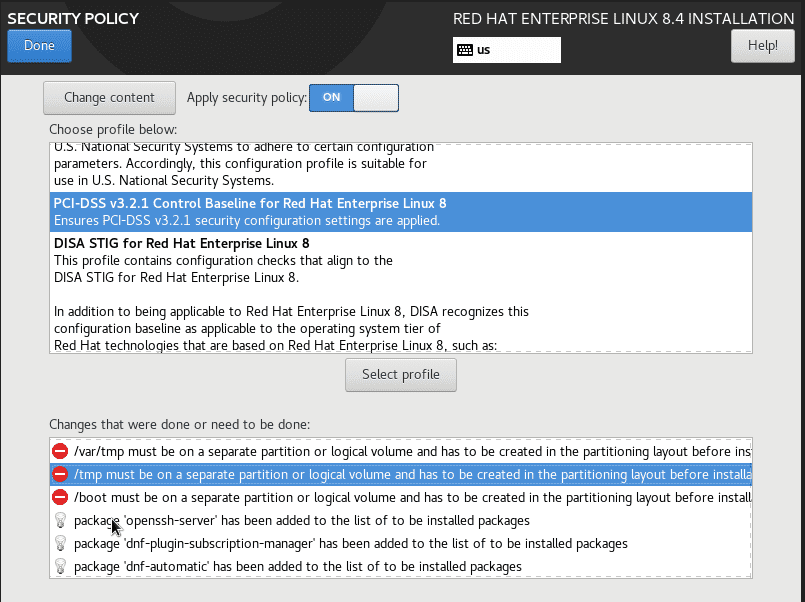 SECURITY POLICY
RED HAT ENTERPRISE LINUX 8.4 INSTALLATION
Done
us
Help!
Change content
Apply security policy:
ON
Choose profile below:
U.S. National Security Systems to adhere to certain configuration
parameters. Accordingly, this configuration profile is suitable for
use in U.S. National Security Systems.
PCI-DSS v3.2.1 Control Baseline for Red Hat Enterprise Linux 8
Ensures PCI-DSS v3.2.1 security configuration settings are applied.
DISA STIG for Red Hat Enterprise Linux 8
This profile contains configuration checks that align to the
DISA STIG for Red Hat Enterprise Linux 8.
In addition to being applicable to Red Hat Enterprise Linux 8, DISA recognizes this
configuration baseline as applicable to the operating system tier of
Red Hat technologies that are based on Red Hat Enterprise Linux 8, such as:
Select profile
Changes that were done or need to be done:
/var/tmp must be on a separate partition or logical volume and has to be created in the partitioning layout before ins
/tmp must be on a separate partition or logical volume and has to be created in the partitioning layout before installa
/boot must be on a separate partition or logical volume and has to be created in the partitioning layout before install
package 'openssh-server' has been added to the list of to be installed packages
package 'dnf-plugin-subscription-manager' has been added to the list of to be installed packages
package 'dnf-automatic' has been added to the list of to be installed packages